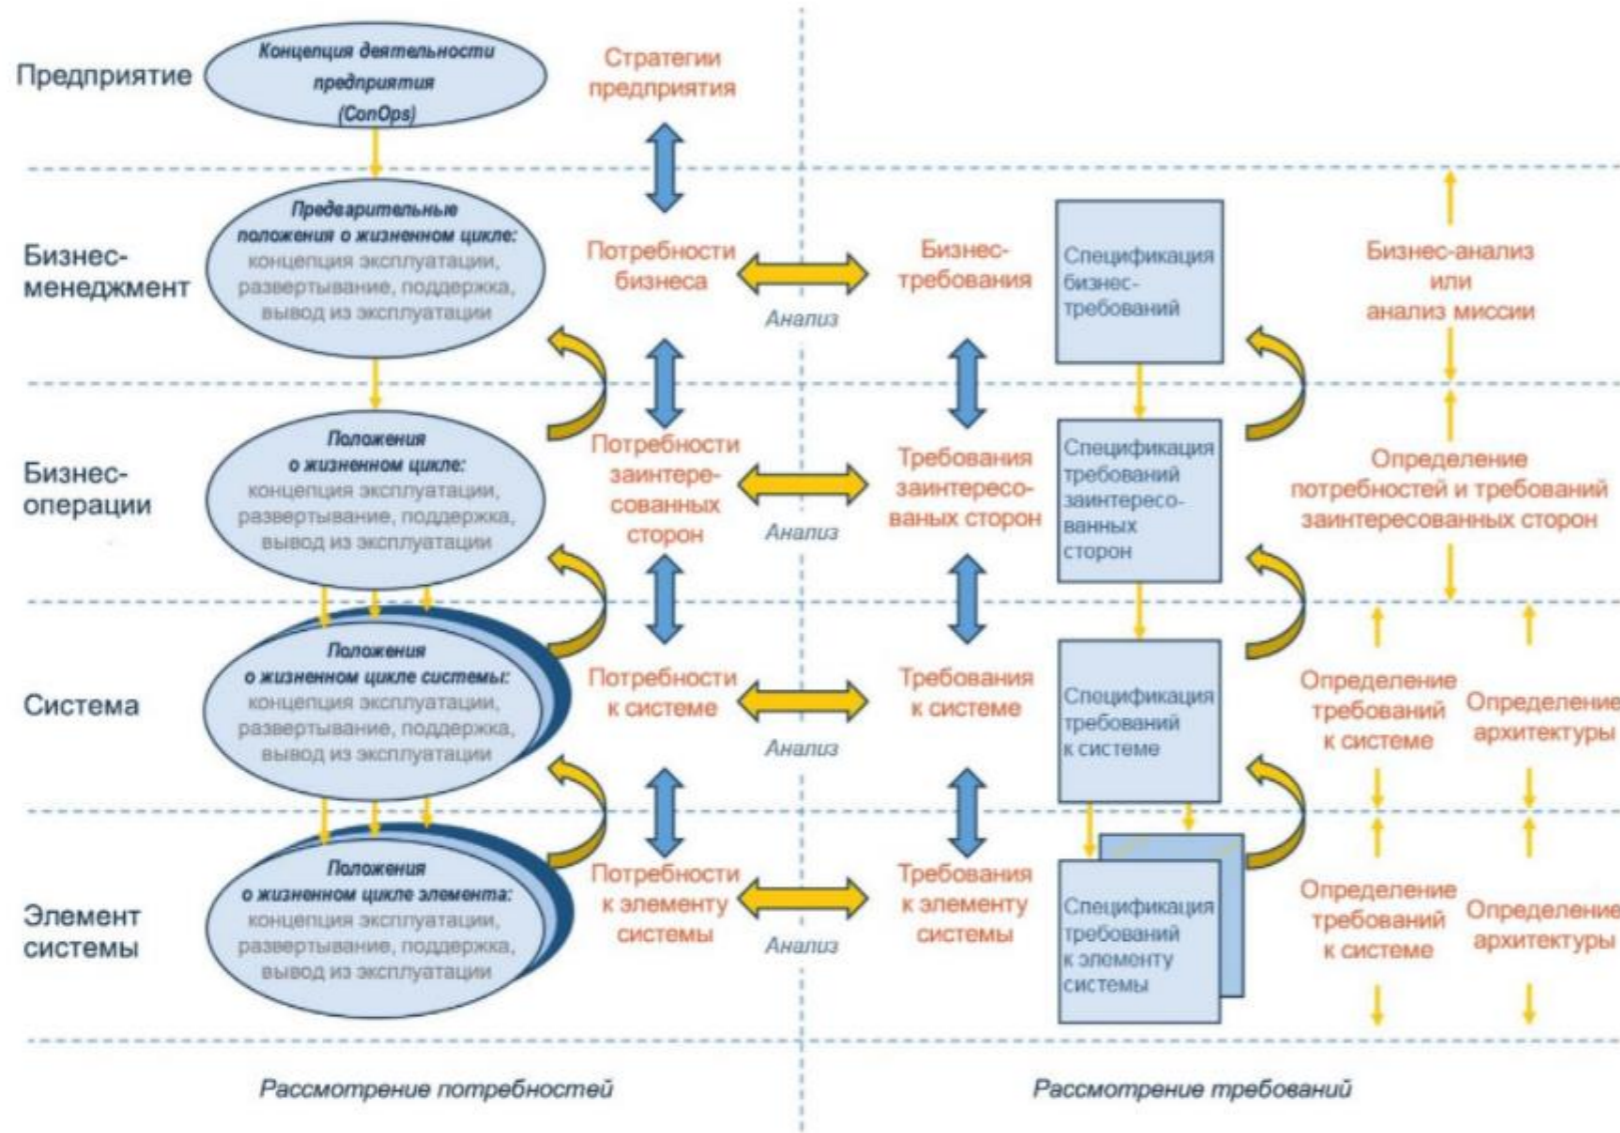 Предприятие
Концепция деятельности
предприятия
(ConOps)
Стратегии
предприятия
Бизнес-
менеджмент
Предварительные
положения о жизненном цикле:
концепция эксплуатации,
развертывание, поддержка,
вывод из эксплуатации
Потребности
бизнеса
Анализ
Бизнес-
требования
Спецификация
бизнес-
требований
Бизнес-анализ
или
анализ миссии
Бизнес-
операции
Положения
о жизненном цикле:
концепция эксплуатации,
развертывание, поддержка,
вывод из эксплуатации
Потребности
заинтере-
сованных
сторон
Анализ
Требования
заинтересо-
ваных сторон
Спецификация
требований
заинтересо-
ванных
сторон
Определение
потребностей и требований
заинтересованных сторон
Система
Положения
о жизненном цикле системы:
концепция эксплуатации,
развертывание, поддержка,
вывод из эксплуатации
Потребности
к системе
Анализ
Требования
к системе
Спецификация
требований
к системе
Определение
требований
к системе
Определение
архитектуры
Элемент
системы
Положения
о жизненном цикле элемента:
концепция эксплуатации,
развертывание, поддержка,
вывод из эксплуатации
Потребности
к элементу
системы
Анализ
Требования
к элементу
системы
Спецификация
требований
к элементу
системы
Определение
требований
к системе
Определение
архитектуры
Рассмотрение потребностей
Рассмотрение требований